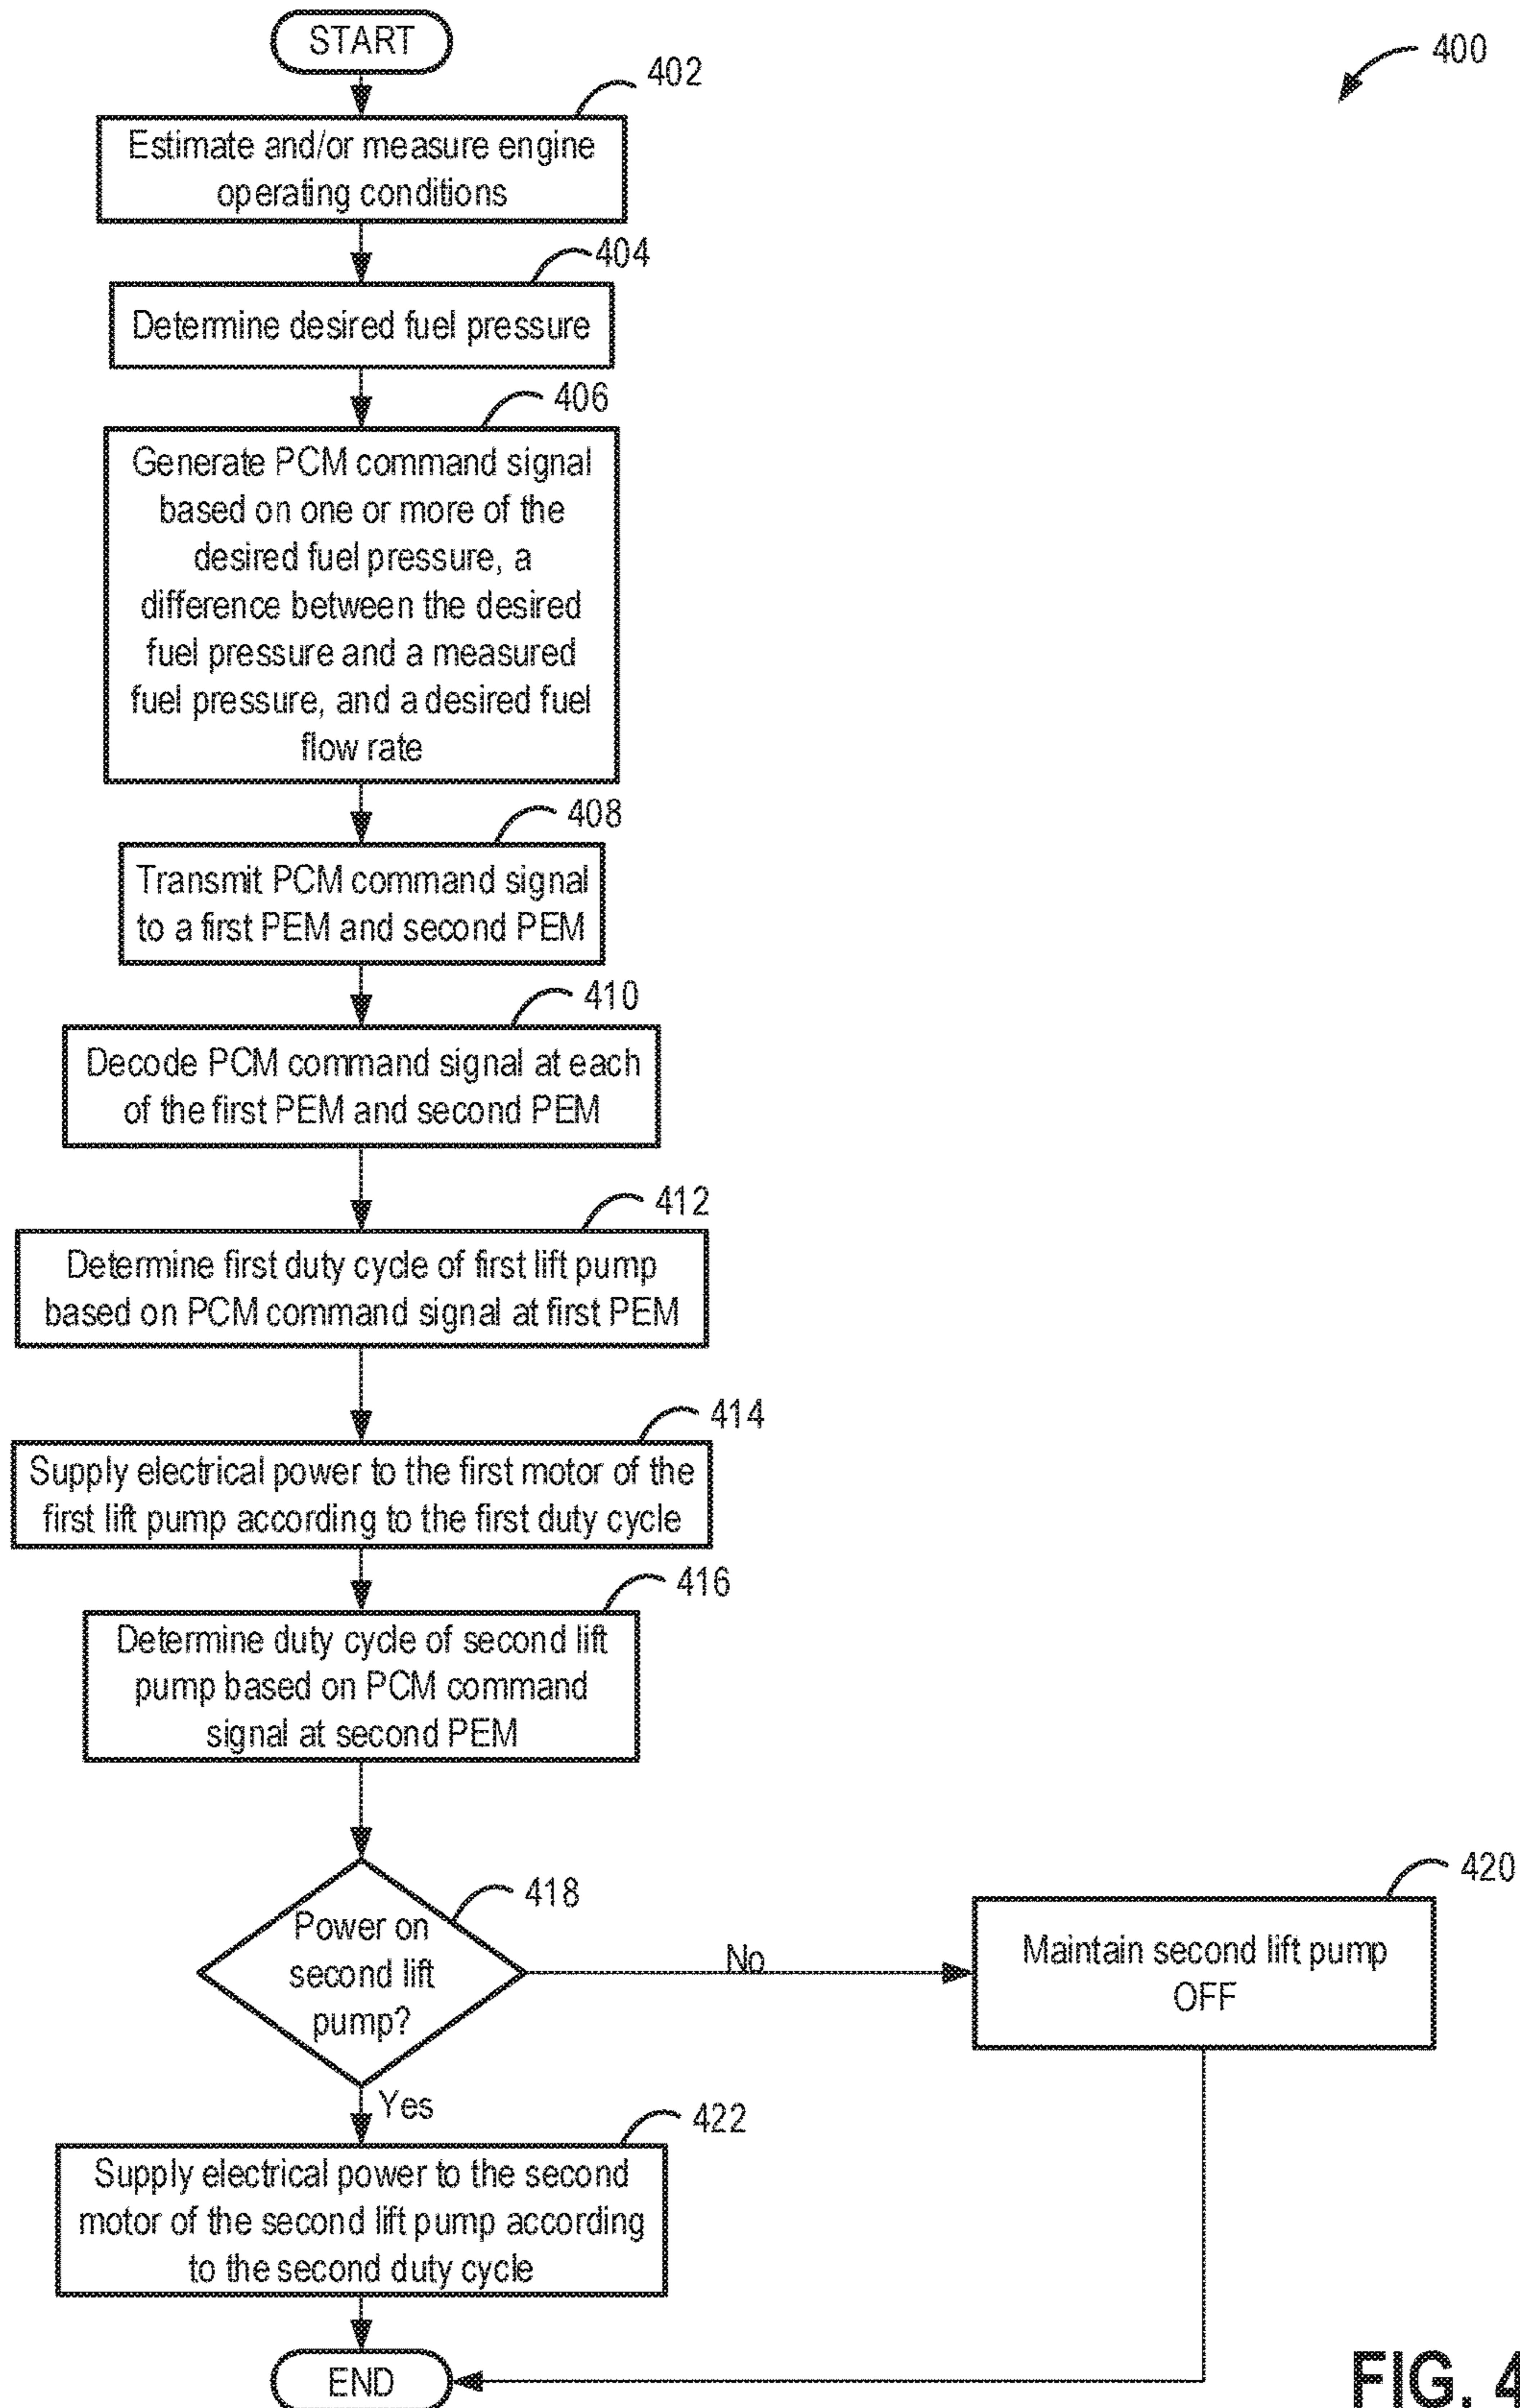 START
400
402
Estimate and/or measure engine
operating conditions
404
Determine desired fuel pressure
406
Generate PCM command signal
based on one or more of the
desired fuel pressure, a
difference between the desired
fuel pressure and a measured
fuel pressure, and a desired fuel
flow rate
408
Transmit PCM command signal
to a first PEM and second PEM
410
Decode PCM command signal at each
of the first PEM and second PEM
412
Determine first duty cycle of first lift pump
based on PCM command signal at first PEM
414
Supply electrical power to the first motor of the
first lift pump according to the first duty cycle
416
Determine duty cycle of second lift
pump based on PCM command
signal at second PEM
418
Power on
second lift
pump?
No
420
Maintain second lift pump
OFF
Yes
422
Supply electrical power to the second
motor of the second lift pump according
to the second duty cycle
END
FIG. 4